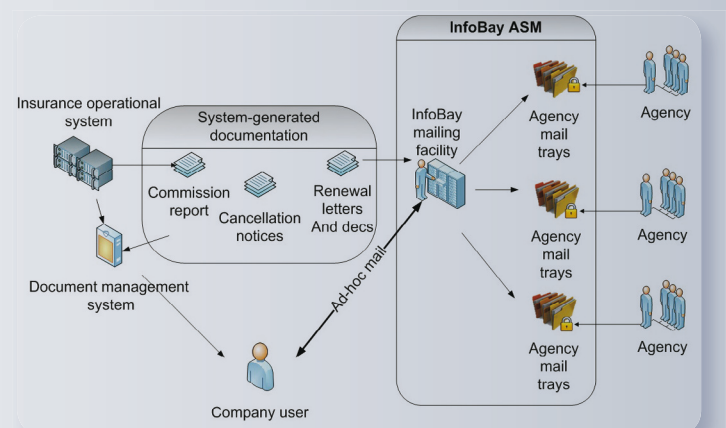 InfoBay ASM
Insurance operational
system
System-generated
documentation
Commission
report
Cancellation
notices
Renewal
letters
And decs
InfoBay
mailing
facility
Agency
mail
trays
Agency
Agency
mail
trays
Agency
Agency
mail
trays
Agency
Document management
system
Ad-hoc mail
Company user